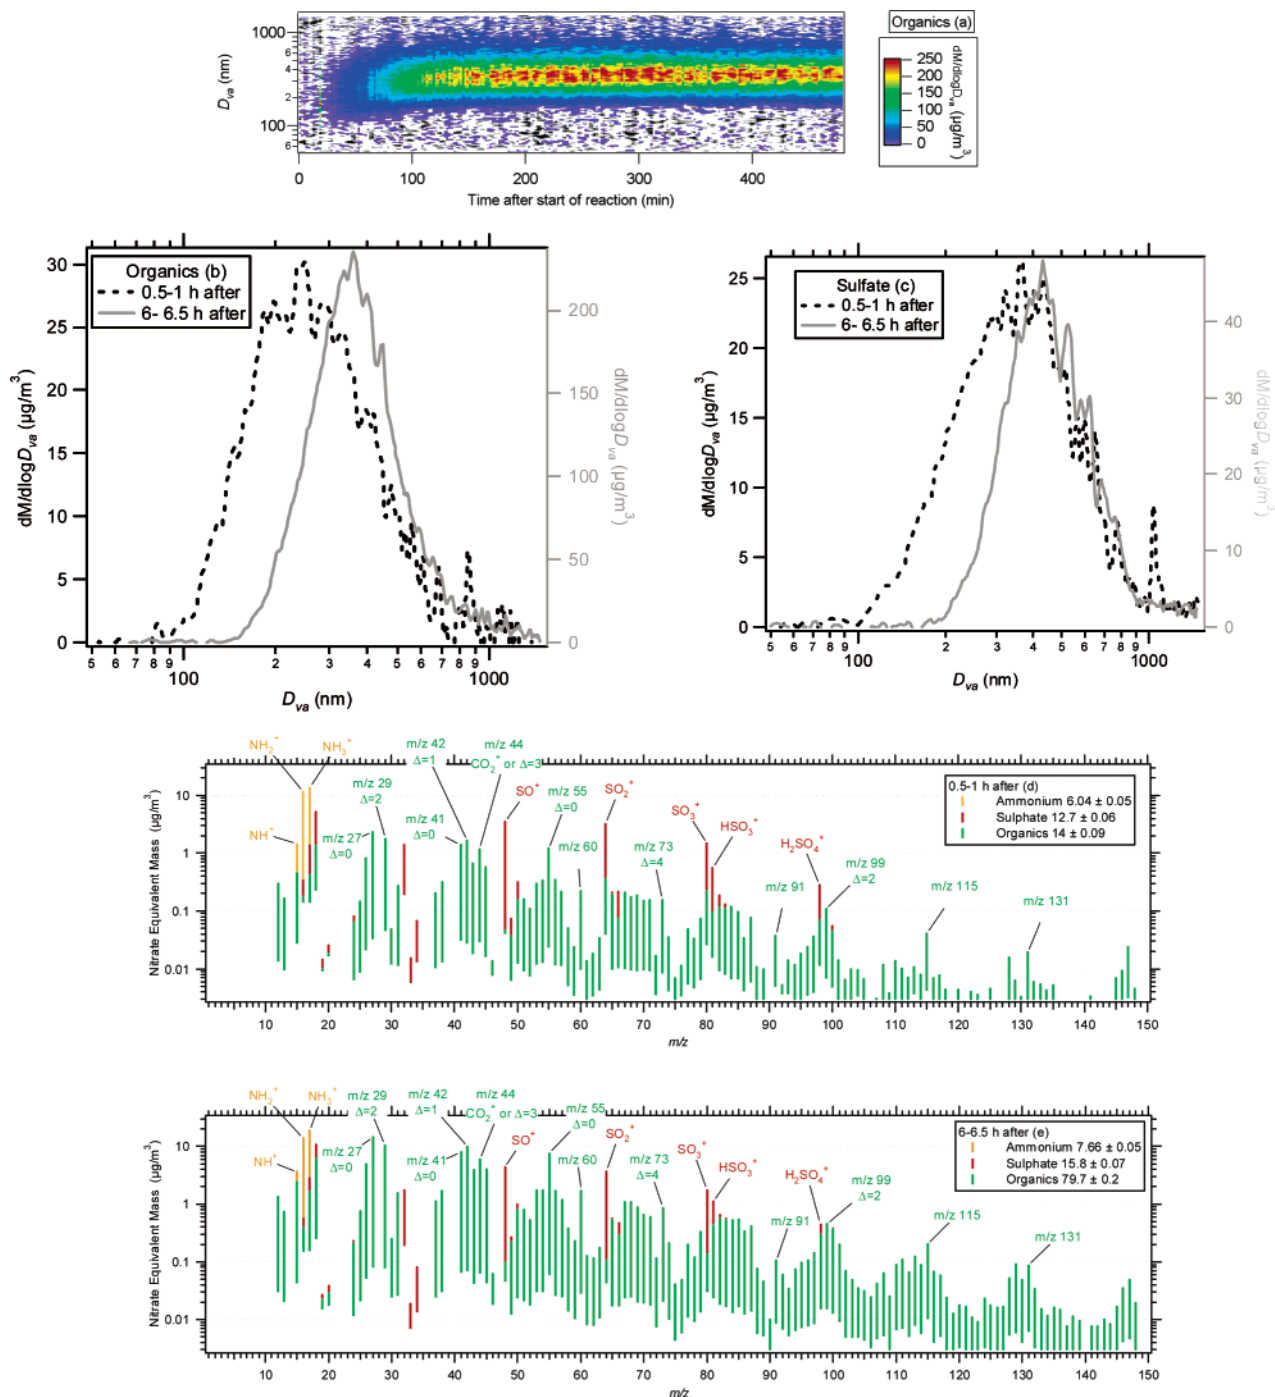 Organics (a)
1000
6
4
2
100
6
D_va (nm)
0
100
200
300
400
Time after start of reaction (min)
250
200
150
100
50
0
dM/dlogD_va (µg/m³)
Organics (b)
0.5-1 h after
6- 6.5 h after
30
25
20
15
10
5
0
dM/dlogD_va (µg/m³)
200
150
100
50
0
dM/dlogD_va (µg/m³)
5 6 7 8 9 2 3 4 5 6 7 8 9
100 1000
D_va (nm)
Sulfate (c)
0.5-1 h after
6- 6.5 h after
25
20
15
10
5
0
dM/dlogD_va (µg/m³)
40
30
20
10
0
dM/dlogD_va (µg/m³)
5 6 7 8 9 2 3 4 5 6 7 8 9
100 1000
D_va (nm)
0.5-1 h after (d)
Ammonium 6.04 ± 0.05
Sulphate 12.7 ± 0.06
Organics 14 ± 0.09
NH₂⁺
NH₃⁺
NH⁺
m/z 27
Δ=0
m/z 29
Δ=2
m/z 41
Δ=0
m/z 42
Δ=1
m/z 44
CO₂⁺ or Δ=3
SO⁺
m/z 55
Δ=0
m/z 60
SO₂⁺
m/z 73
Δ=4
SO₃⁺
HSO₃⁺
m/z 91
H₂SO₄⁺
m/z 99
Δ=2
m/z 115
m/z 131
10
1
0.1
0.01
Nitrate Equivalent Mass (µg/m³)
10 20 30 40 50 60 70 80 90 100 110 120 130 140 150
m/z
6-6.5 h after (e)
Ammonium 7.66 ± 0.05
Sulphate 15.8 ± 0.07
Organics 79.7 ± 0.2
NH₂⁺
NH₃⁺
NH⁺
m/z 27
Δ=0
m/z 29
Δ=2
m/z 41
Δ=0
m/z 42
Δ=1
m/z 44
CO₂⁺ or Δ=3
SO⁺
m/z 55
Δ=0
m/z 60
SO₂⁺
m/z 73
Δ=4
SO₃⁺
HSO₃⁺
m/z 91
H₂SO₄⁺
m/z 99
Δ=2
m/z 115
m/z 131
10
1
0.1
0.01
Nitrate Equivalent Mass (µg/m³)
10 20 30 40 50 60 70 80 90 100 110 120 130 140 150
m/z